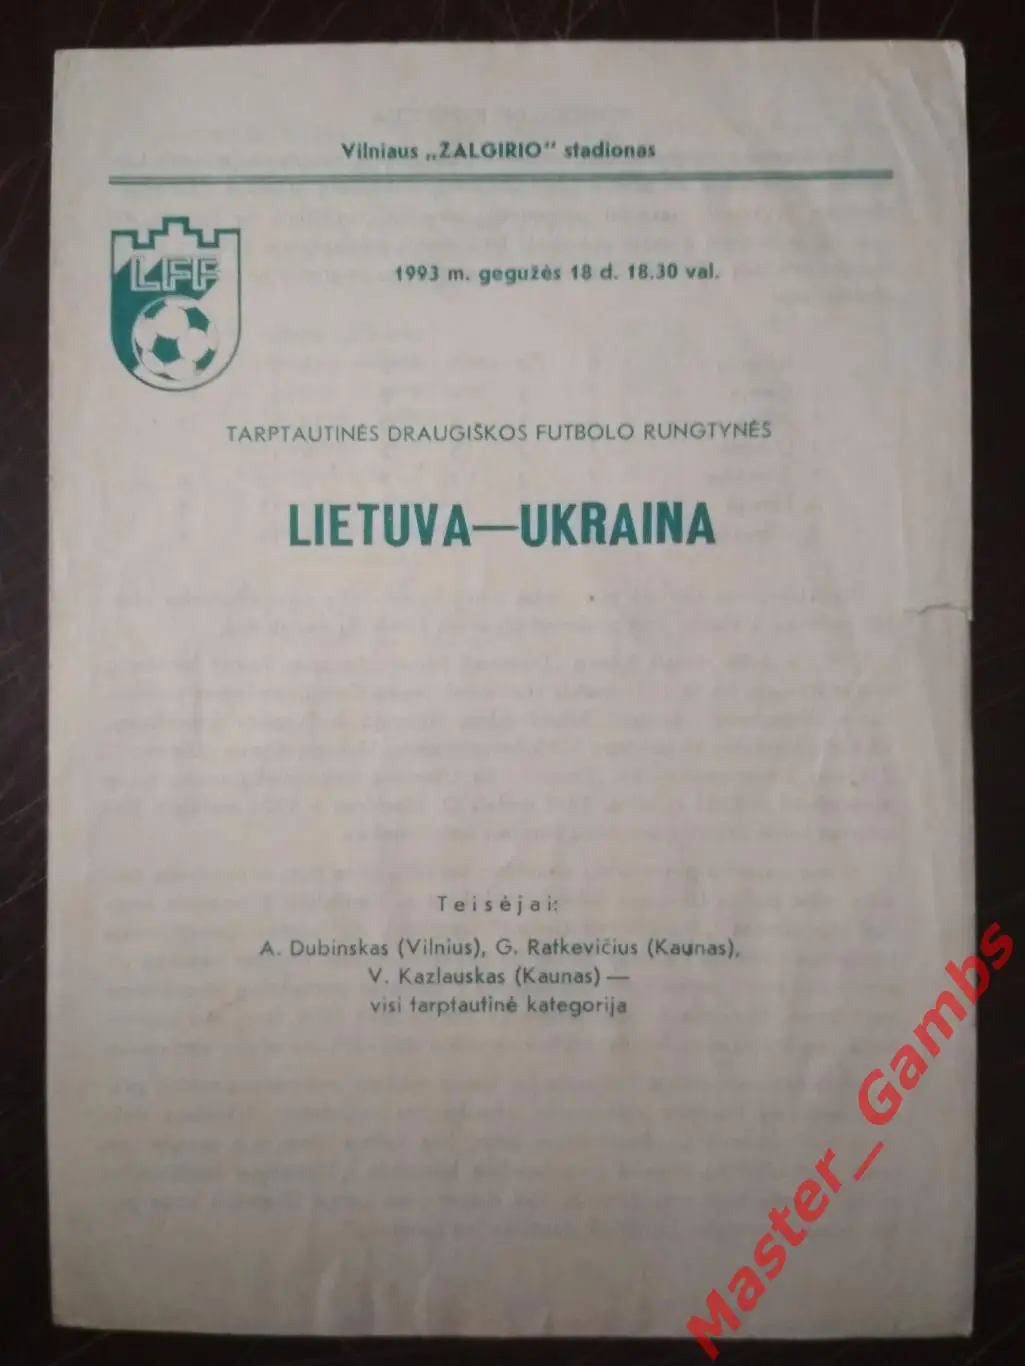 Vilniaus „ŽALGIRIO" stadionas
LFF
1993 m. gegužės 18 d. 18.30 val.
TARPTAUTINĖS DRAUGIŠKOS FUTBOLO RUNGTYNĖS
LIETUVA—UKRAINA
Teisėjai:
A. Dubinskas (Vilnius), G. Ratkevičius (Kaunas),
V. Kazlauskas (Kaunas) —
visi tarptautinė kategorija
Master_Gambs